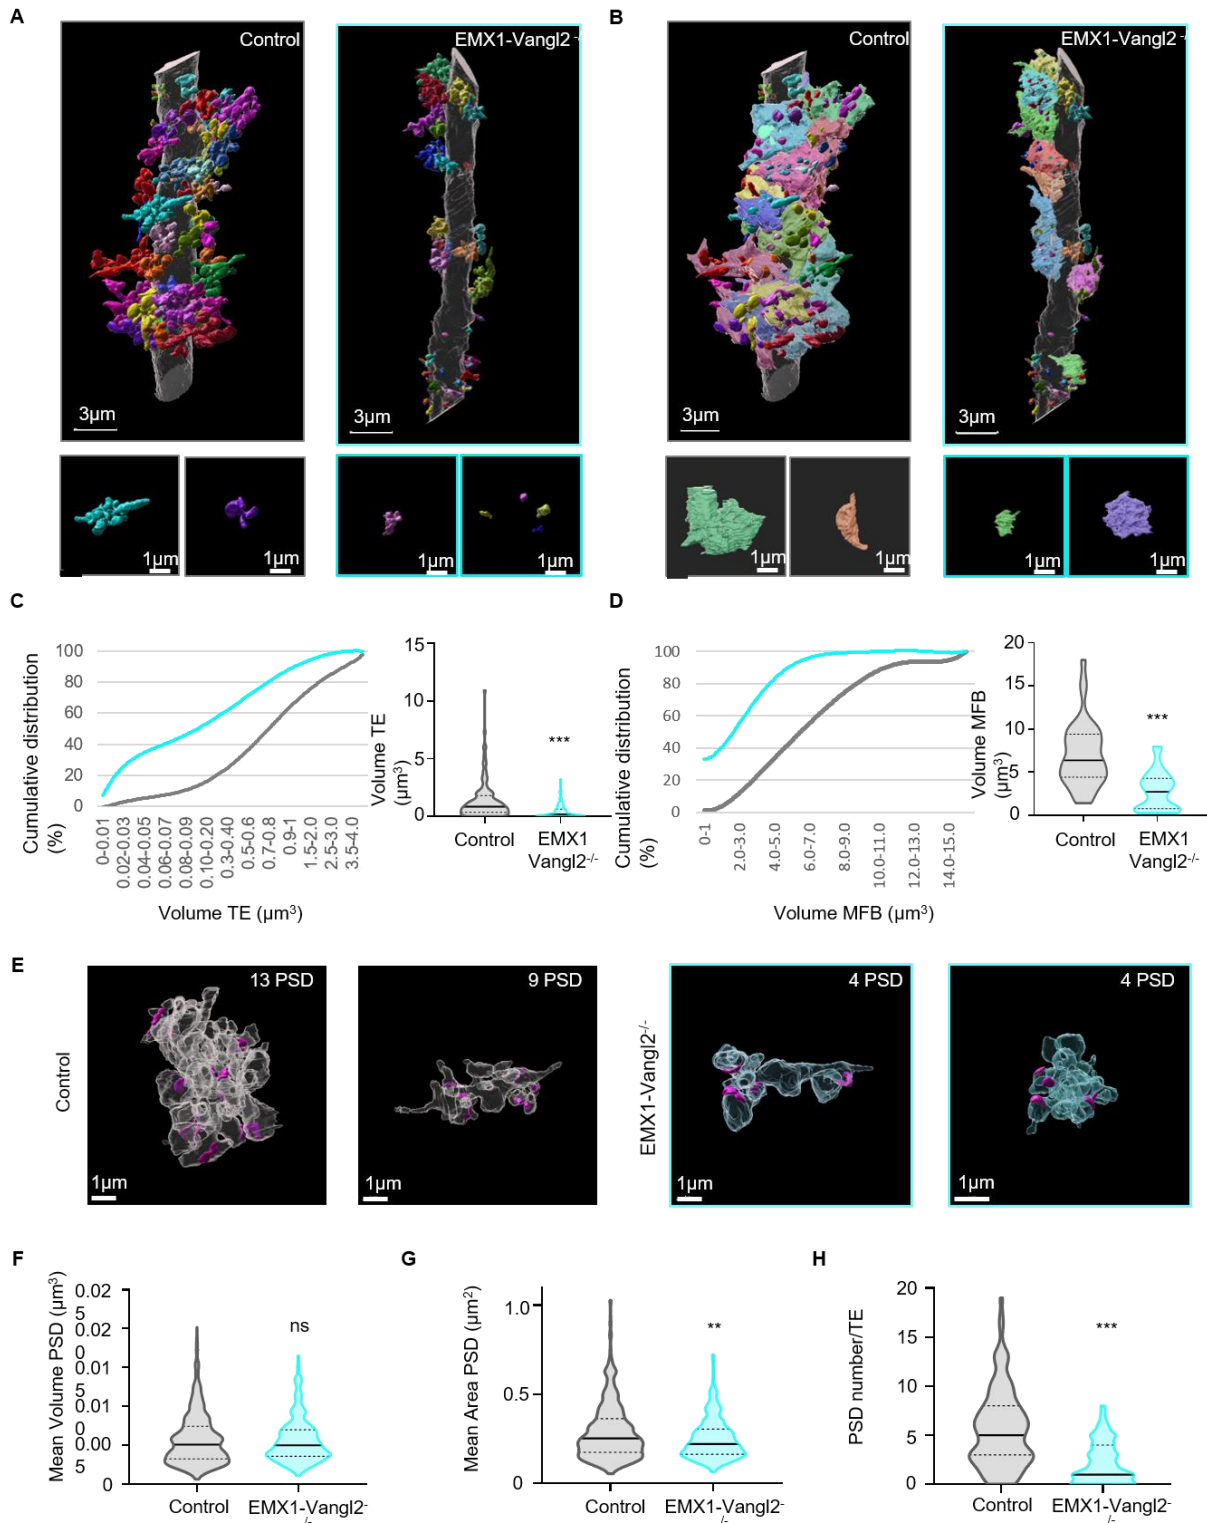 A
B
Control
EMX1-Vangl2 -/
Control
EMX1-Vangl2 -/
3µm
3µm
3µm
3µm
1µm
1µm
1µm
1µm
1µm
1µm
1µm
1µm
C
D
Cumulative distribution
(%)
100
80
60
40
20
0
0-0.01
0.02-0.03
0.04-0.05
0.06-0.07
0.08-0.09
0.10-0.20
0.3-0.40
0.5-0.6
0.7-0.8
0.9-1
1.5-2.0
2.5-3.0
3.5-4.0
Volume TE (µm³)
Volume TE
(µm³)
15
10
5
0
***
Control
EMX1
Vangl2-/-
Cumulative distribution
(%)
100
80
60
40
20
0
0-1
2.0-3.0
4.0-5.0
6.0-7.0
8.0-9.0
10.0-11.0
12.0-13.0
14.0-15.0
Volume MFB (µm³)
Volume MFB
(µm³)
20
15
10
5
0
***
Control
EMX1
Vangl2-/-
E
Control
13 PSD
9 PSD
EMX1-Vangl2-/-
4 PSD
4 PSD
1µm
1µm
1µm
1µm
F
G
H
Mean Volume PSD (µm³)
0.02
5
0.02
0
0.01
5
0.01
0
0.00
5
0
ns
Control
EMX1-Vangl2-
/-
Mean Area PSD (µm²)
1.0
0.5
0
**
Control
EMX1-Vangl2-
/-
PSD number/TE
20
15
10
5
0
***
Control
EMX1-Vangl2-
/-